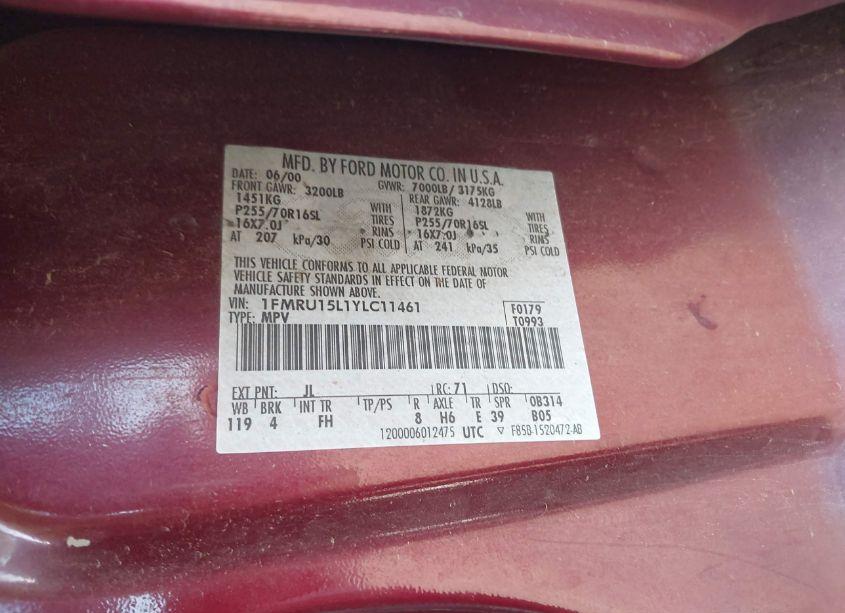 MFD. BY FORD MOTOR CO. IN U.S.A.
DATE: 06/00 GVWR: 7000LB/ 3175KG
FRONT GAWR: 3200LB REAR GAWR: 4128LB
1451KG WITH 1872KG WITH
P255/70R16SL TIRES P255/70R16SL TIRES
16X7.0J RINS 16X7.0J RINS
AT 207 kPa/30 PSI COLD AT 241 kPa/35 PSI COLD
THIS VEHICLE CONFORMS TO ALL APPLICABLE FEDERAL MOTOR
VEHICLE SAFETY STANDARDS IN EFFECT ON THE DATE OF
MANUFACTURE SHOWN ABOVE.
VIN: 1FMRU15L1YLC11461 F0179
TYPE: MPV T0993
EXT PNT: JL RC: 71 DSO:
WB BRK INT TR TP/PS R AXLE TR SPR 0B314
119 4 FH 8 H6 E 39 B05
1200006012475 UTC ▽ F85B-1520472-AB